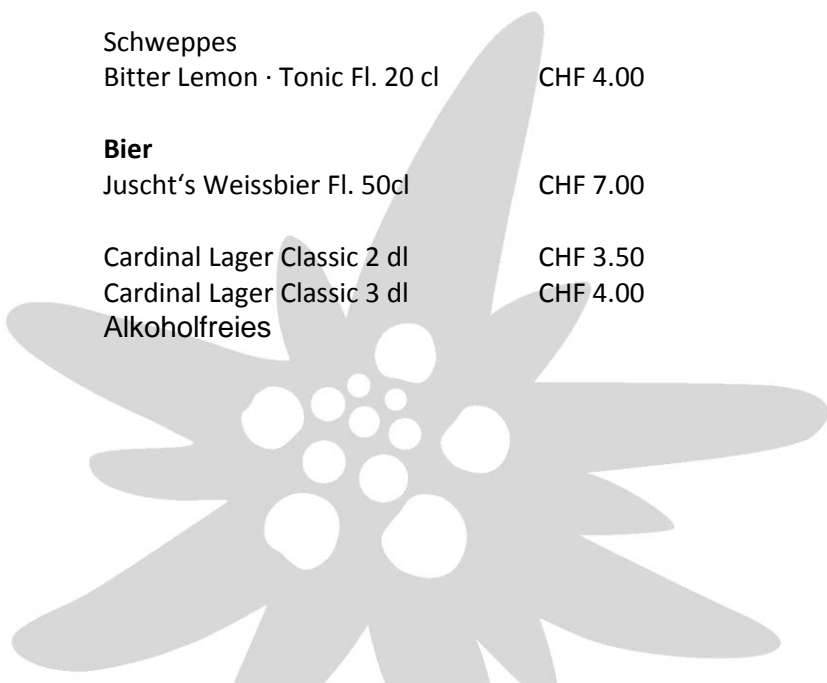 Schweppes
Bitter Lemon · Tonic Fl. 20 cl CHF 4.00
Bier
Juscht‘s Weissbier Fl. 50cl CHF 7.00
Cardinal Lager Classic 2 dl CHF 3.50
Cardinal Lager Classic 3 dl CHF 4.00
Alkoholfreies